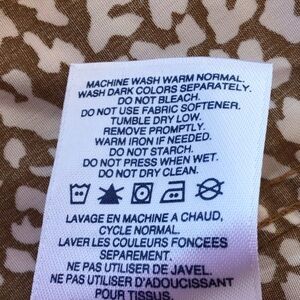 MACHINE WASH WARM NORMAL.
WASH DARK COLORS SEPARATELY.
DO NOT BLEACH.
DO NOT USE FABRIC SOFTENER.
TUMBLE DRY LOW.
REMOVE PROMPTLY.
WARM IRON IF NEEDED.
DO NOT STARCH.
DO NOT PRESS WHEN WET.
DO NOT DRY CLEAN.
LAVAGE EN MACHINE A CHAUD,
CYCLE NORMAL.
LAVER LES COULEURS FONCEES
SEPAREMENT.
NE PAS UTILISER DE JAVEL.
NE PAS UTILISER D'ADOUCISSANT
POUR TISSUS.